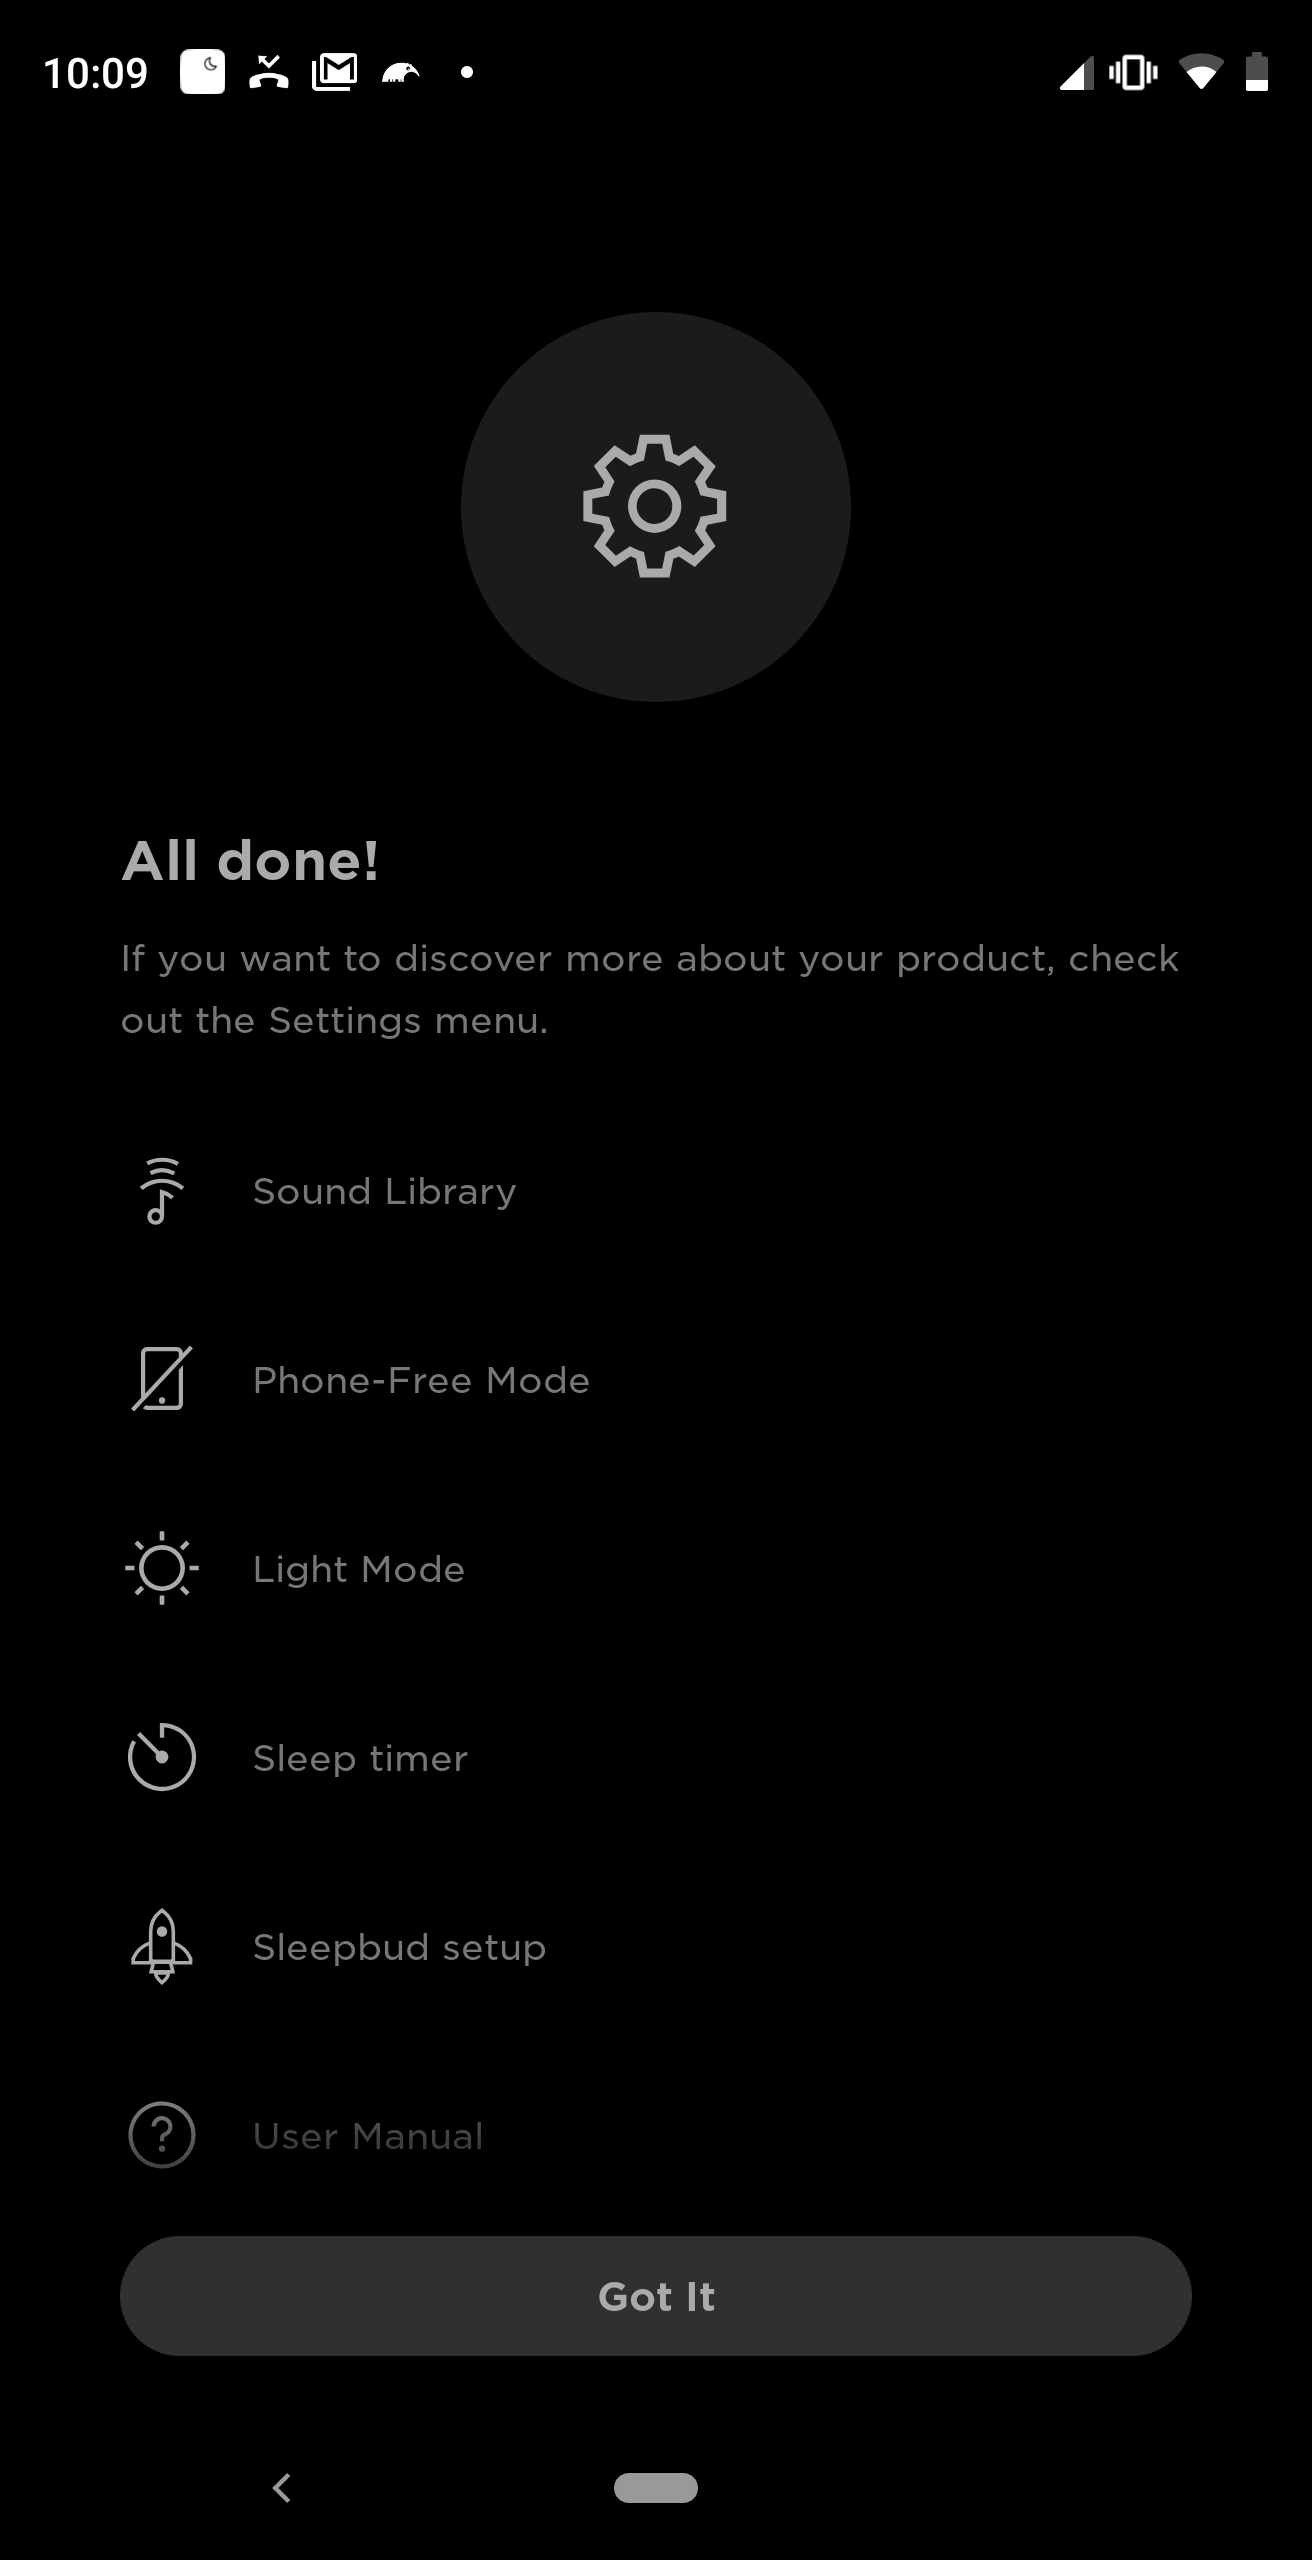 10:09
All done!
If you want to discover more about your product, check
out the Settings menu.
Sound Library
Phone-Free Mode
Light Mode
Sleep timer
Sleepbud setup
User Manual
Got It